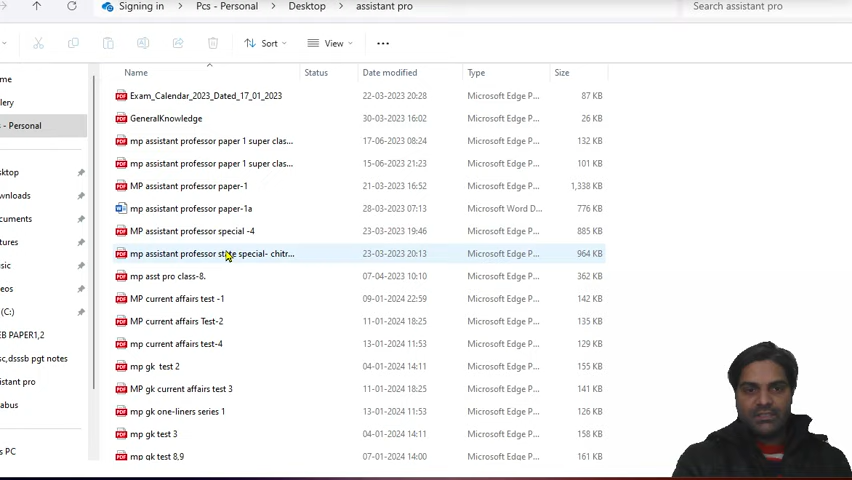 Signing in > Pcs - Personal > Desktop > assistant pro
Search assistant pro
Sort View
Name Status Date modified Type Size
Exam_Calendar_2023_Dated_17_01_2023 22-03-2023 20:28 Microsoft Edge P... 87 KB
GeneralKnowledge 30-03-2023 16:02 Microsoft Edge P... 26 KB
mp assistant professor paper 1 super clas... 17-06-2023 08:24 Microsoft Edge P... 132 KB
mp assistant professor paper 1 super clas... 15-06-2023 21:23 Microsoft Edge P... 101 KB
MP assistant professor paper-1 21-03-2023 16:52 Microsoft Edge P... 1,338 KB
mp assistant professor paper-1a 28-03-2023 07:13 Microsoft Word D... 776 KB
MP assistant professor special -4 23-03-2023 19:46 Microsoft Edge P... 885 KB
mp assistant professor state special- chitr... 23-03-2023 20:13 Microsoft Edge P... 964 KB
mp asst pro class-8. 07-04-2023 10:10 Microsoft Edge P... 362 KB
MP current affairs test -1 09-01-2024 22:59 Microsoft Edge P... 142 KB
MP current affairs Test-2 11-01-2024 18:25 Microsoft Edge P... 135 KB
mp current affairs test-4 13-01-2024 11:53 Microsoft Edge P... 129 KB
mp gk test 2 04-01-2024 14:11 Microsoft Edge P... 155 KB
MP gk current affairs test 3 11-01-2024 18:25 Microsoft Edge P... 141 KB
mp gk one-liners series 1 13-01-2024 11:53 Microsoft Edge P... 126 KB
mp gk test 3 04-01-2024 14:11 Microsoft Edge P... 158 KB
mp gk test 8,9 07-01-2024 14:00 Microsoft Edge P... 161 KB
me
lery
cs - Personal
sktop
wnloads
cuments
tures
sic
eos
(C:)
EB PAPER1,2
sc,dsssb pgt notes
istant pro
abus
s PC